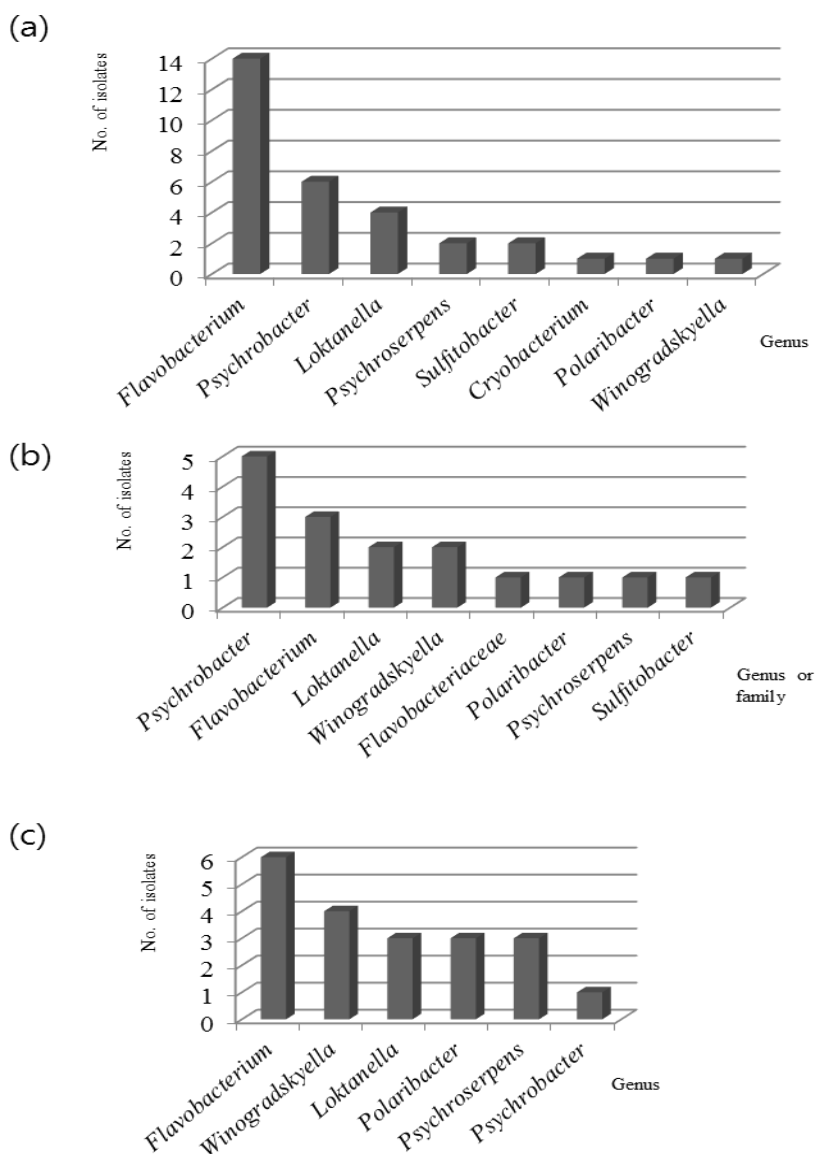 (a)
No. of isolates
14
12
10
8
6
4
2
0
Flavobacterium
Psychrobacter
Loktanella
Psychroserpens
Sulfitobacter
Cryobacterium
Polaribacter
Winogradskyella
Genus
(b)
No. of isolates
5
4
3
2
1
0
Psychrobacter
Flavobacterium
Loktanella
Winogradskyella
Flavobacteriaceae
Polaribacter
Psychroserpens
Sulfitobacter
Genus or
family
(c)
No. of isolates
6
5
4
3
2
1
0
Flavobacterium
Winogradskyella
Loktanella
Polaribacter
Psychroserpens
Psychrobacter
Genus